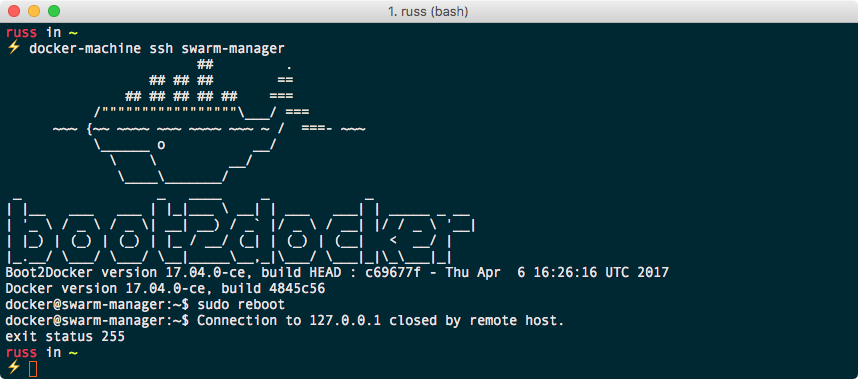 1. russ (bash)
russ in ~
⚡ docker-machine ssh swarm-manager
                        ##         .
                  ## ## ##        ==
               ## ## ## ## ##    ===
           /"""""""""""""""""\___/ ===
      ~~~ {~~ ~~~~ ~~~ ~~~~ ~~~ ~ /  ===- ~~~
           \______ o           __/
             \    \         __/
              \____\_______/
 _                 _   ____     _            _
| |__   ___   ___ | |_|___ \ __| | ___   ___| | _____ _ __
| '_ \ / _ \ / _ \| __| __) / _` |/ _ \ / __| |/ / _ \ '__|
| |_) | (_) | (_) | |_ / __/ (_| | (_) | (__|   <  __/ |
|_.__/ \___/ \___/ \__|_____\__,_|\___/ \___|_|\_\___|_|
Boot2Docker version 17.04.0-ce, build HEAD : c69677f - Thu Apr  6 16:26:16 UTC 2017
Docker version 17.04.0-ce, build 4845c56
docker@swarm-manager:~$ sudo reboot
docker@swarm-manager:~$ Connection to 127.0.0.1 closed by remote host.
exit status 255
russ in ~
⚡